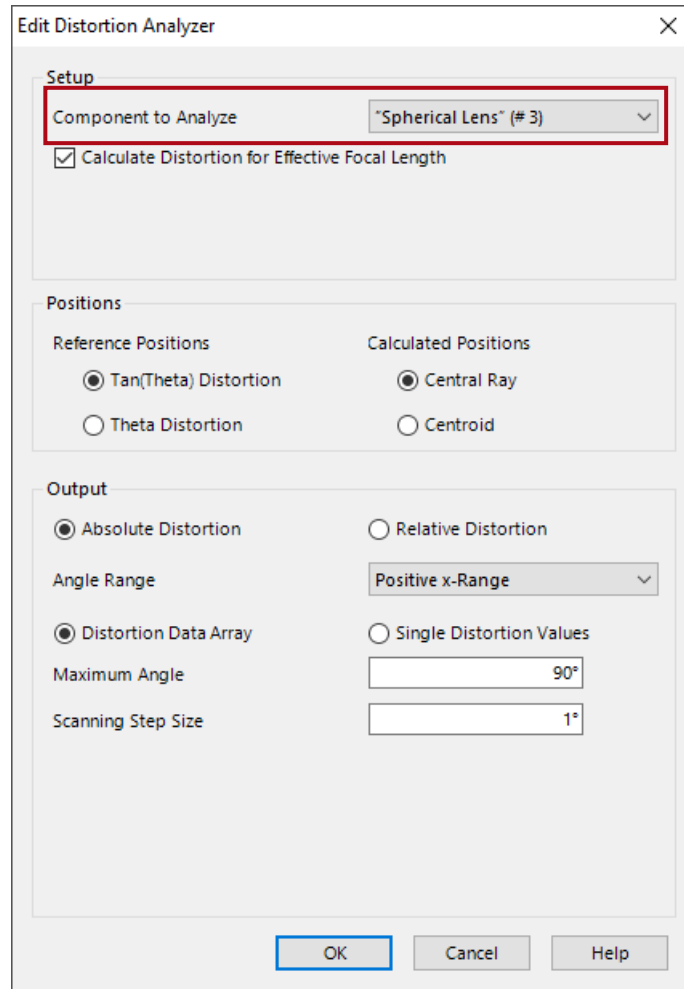 Edit Distortion Analyzer
Setup
Component to Analyze "Spherical Lens" (# 3)
Calculate Distortion for Effective Focal Length
Positions
Reference Positions Calculated Positions
Tan(Theta) Distortion Central Ray
Theta Distortion Centroid
Output
Absolute Distortion Relative Distortion
Angle Range Positive x-Range
Distortion Data Array Single Distortion Values
Maximum Angle 90°
Scanning Step Size 1°
OK Cancel Help